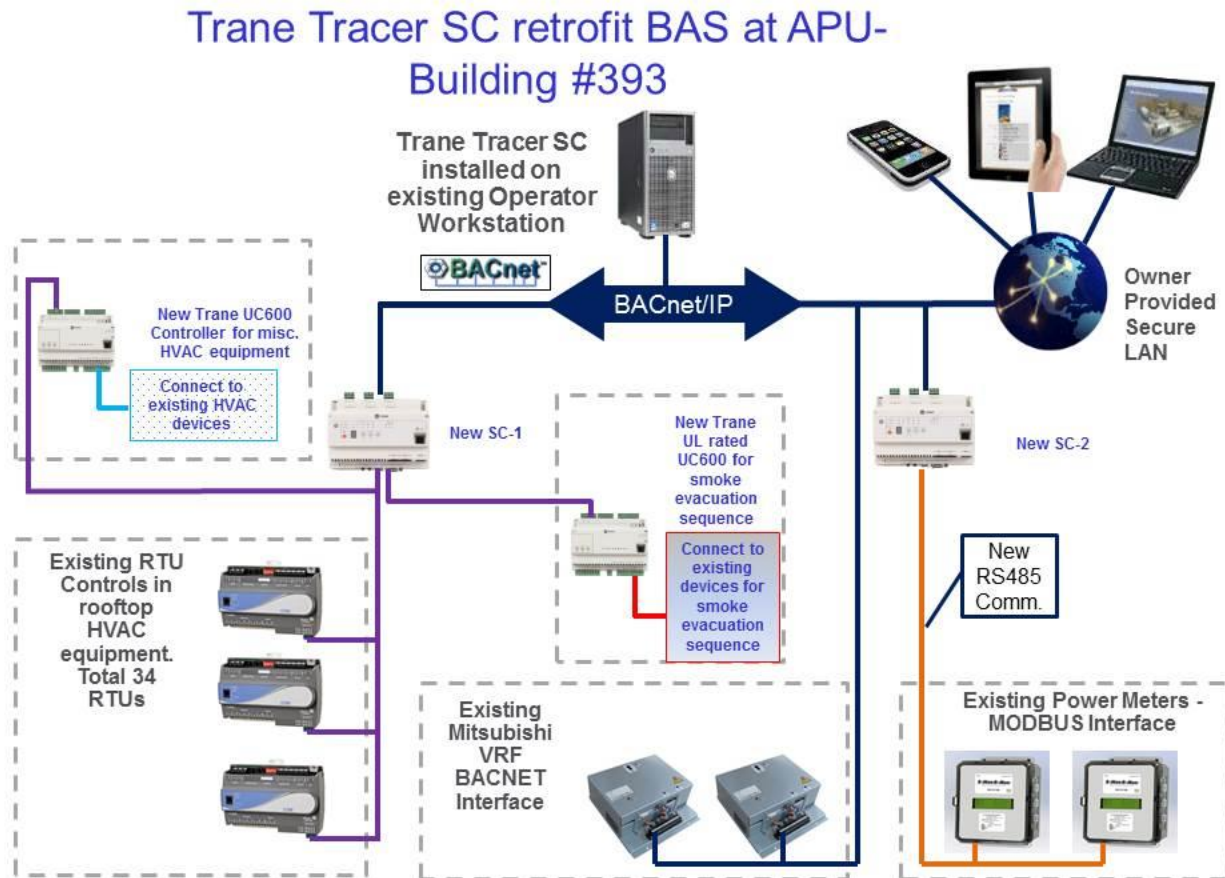 Trane Tracer SC retrofit BAS at APU-
Building #393
Trane Tracer SC
installed on
existing Operator
Workstation
BACnet
BACnet/IP
Owner
Provided
Secure
LAN
New Trane UC600
Controller for misc.
HVAC equipment
Connect to
existing HVAC
devices
New SC-1
New Trane
UL rated
UC600 for
smoke
evacuation
sequence
Connect to
existing
devices for
smoke
evacuation
sequence
New SC-2
New
RS485
Comm.
Existing RTU
Controls in
rooftop
HVAC
equipment.
Total 34
RTUs
Existing
Mitsubishi
VRF
BACNET
Interface
Existing Power Meters -
MODBUS Interface